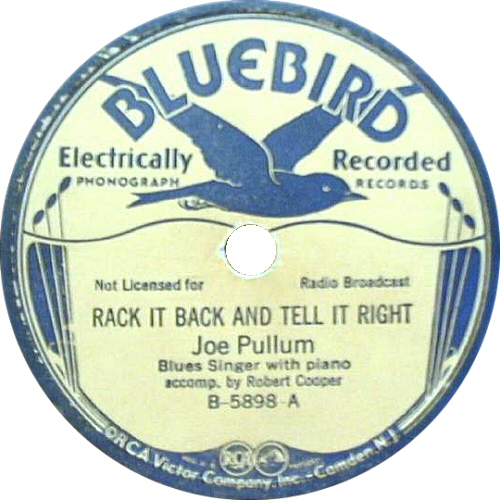 BLUEBIRD
Electrically Recorded
PHONOGRAPH RECORDS
Not Licensed for Radio Broadcast
RACK IT BACK AND TELL IT RIGHT
Joe Pullum
Blues Singer with piano
accomp. by Robert Cooper
B-5898-A
RCA Victor Company, Inc.-Camden, N.J.